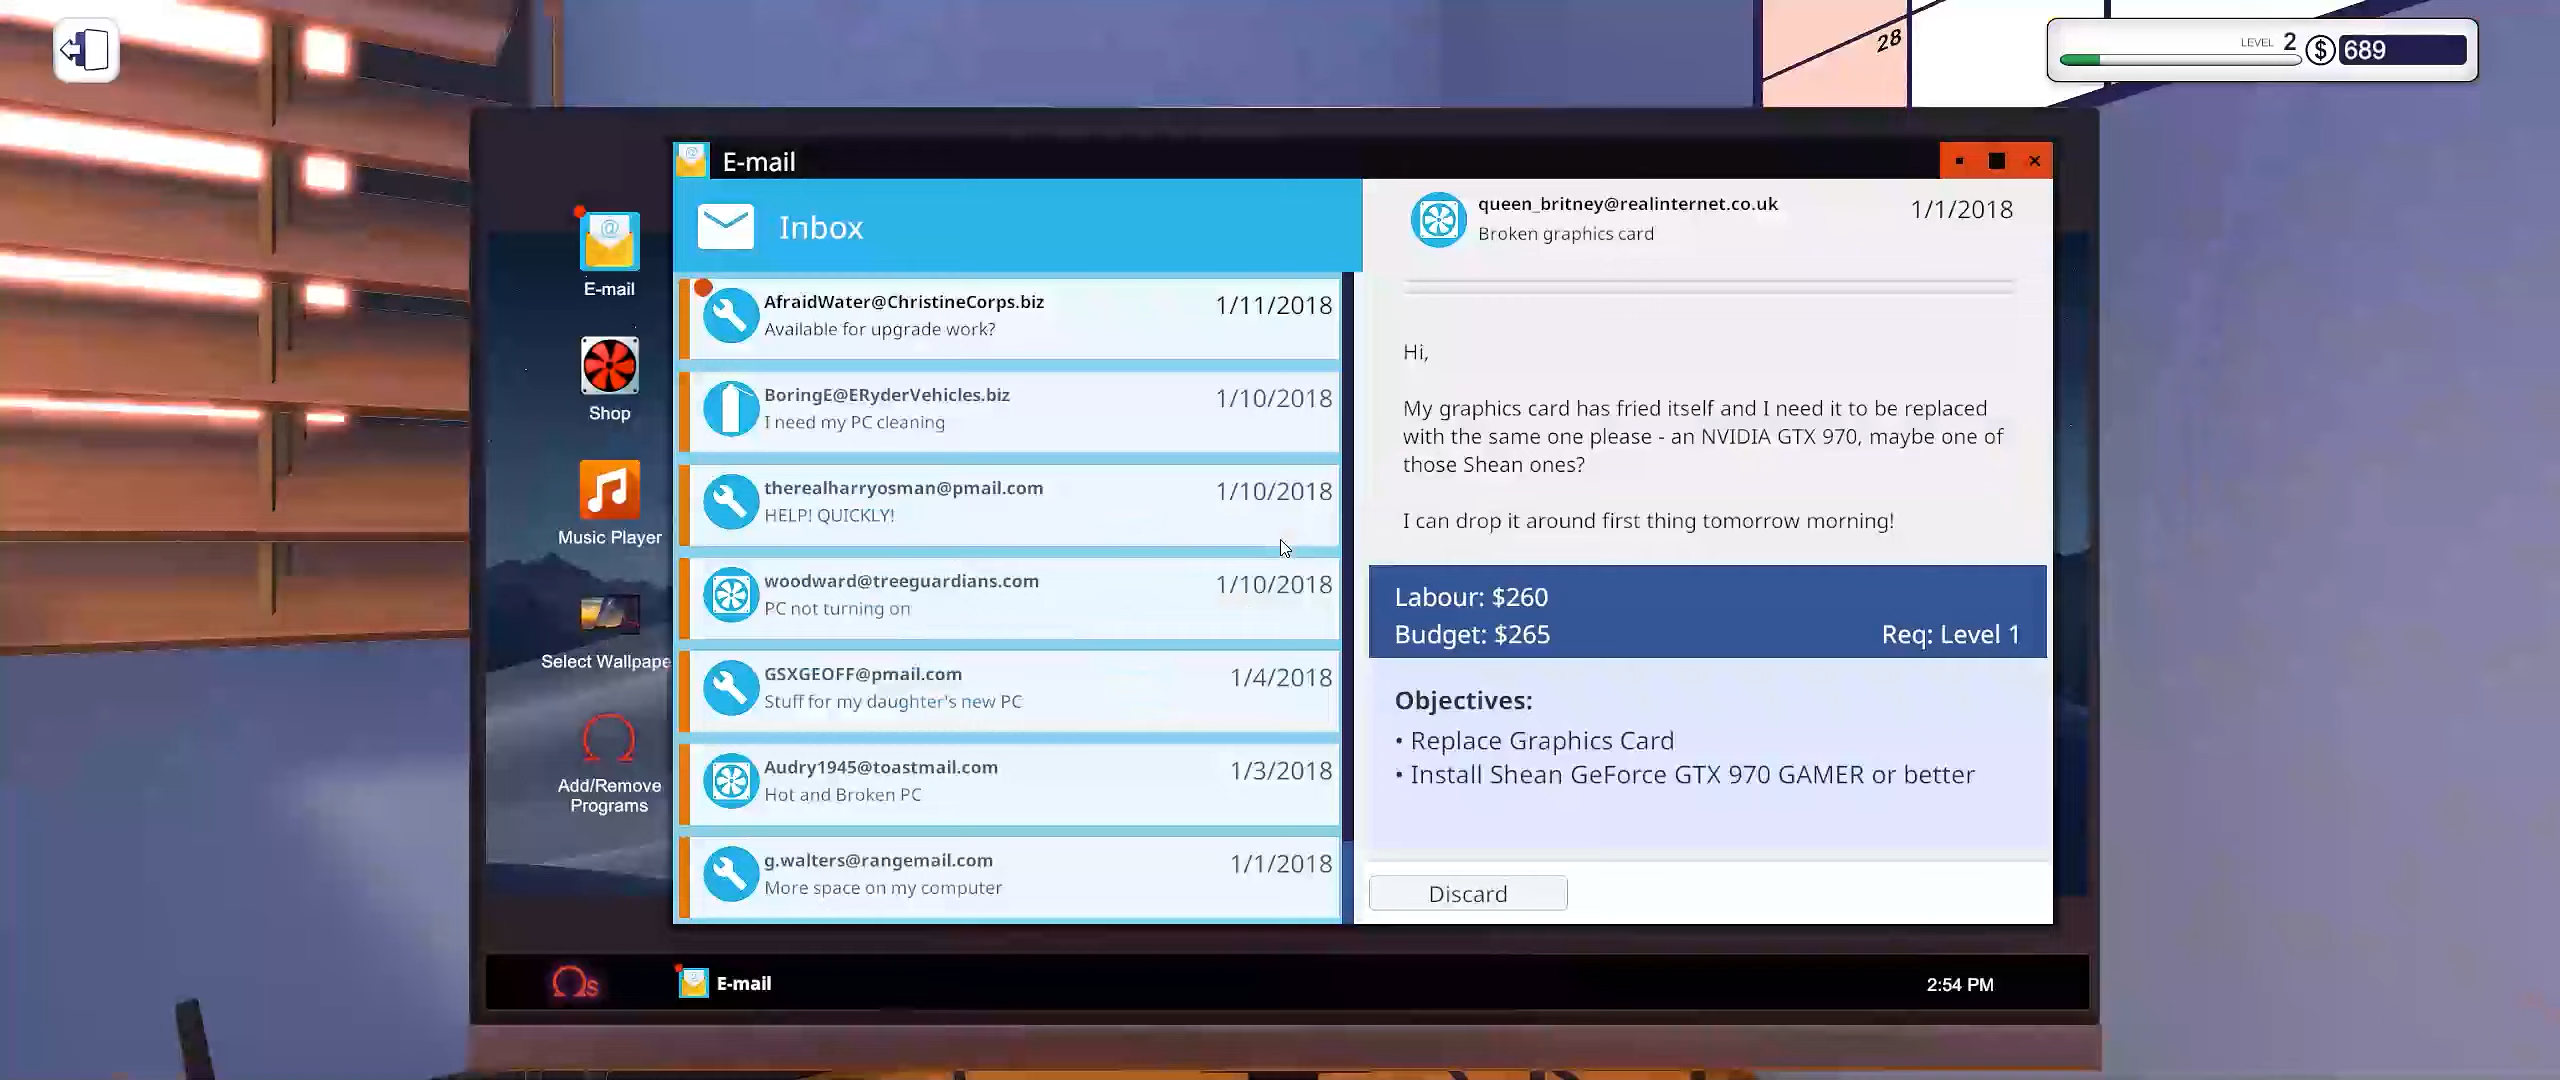 28
LEVEL 2
$ 689
E-mail
Inbox
AfraidWater@ChristineCorps.biz
1/11/2018
Available for upgrade work?
BoringE@ERyderVehicles.biz
1/10/2018
I need my PC cleaning
therealharryosman@pmail.com
1/10/2018
HELP! QUICKLY!
woodward@treeguardians.com
1/10/2018
PC not turning on
GSXGEOFF@pmail.com
1/4/2018
Stuff for my daughter's new PC
Audry1945@toastmail.com
1/3/2018
Hot and Broken PC
g.walters@rangemail.com
1/1/2018
More space on my computer
queen_britney@realinternet.co.uk
1/1/2018
Broken graphics card
Hi,
My graphics card has fried itself and I need it to be replaced
with the same one please - an NVIDIA GTX 970, maybe one of
those Shean ones?
I can drop it around first thing tomorrow morning!
Labour: $260
Budget: $265
Req: Level 1
Objectives:
• Replace Graphics Card
• Install Shean GeForce GTX 970 GAMER or better
Discard
E-mail
Shop
Music Player
Select Wallpape
Add/Remove
Programs
Ωs
E-mail
2:54 PM